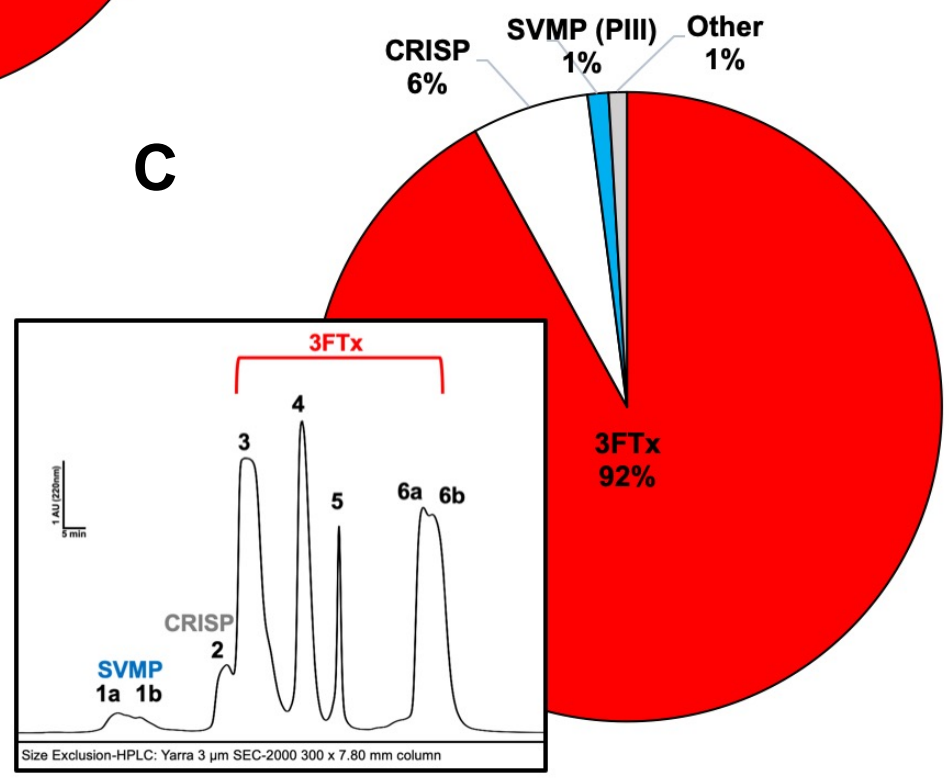 C
CRISP
6%
SVMP (PIII)
1%
Other
1%
3FTx
92%
3FTx
3
4
5
6a 6b
1 AU (220nm)
5 min
CRISP
2
SVMP
1a 1b
Size Exclusion-HPLC: Yarra 3 µm SEC-2000 300 x 7.80 mm column